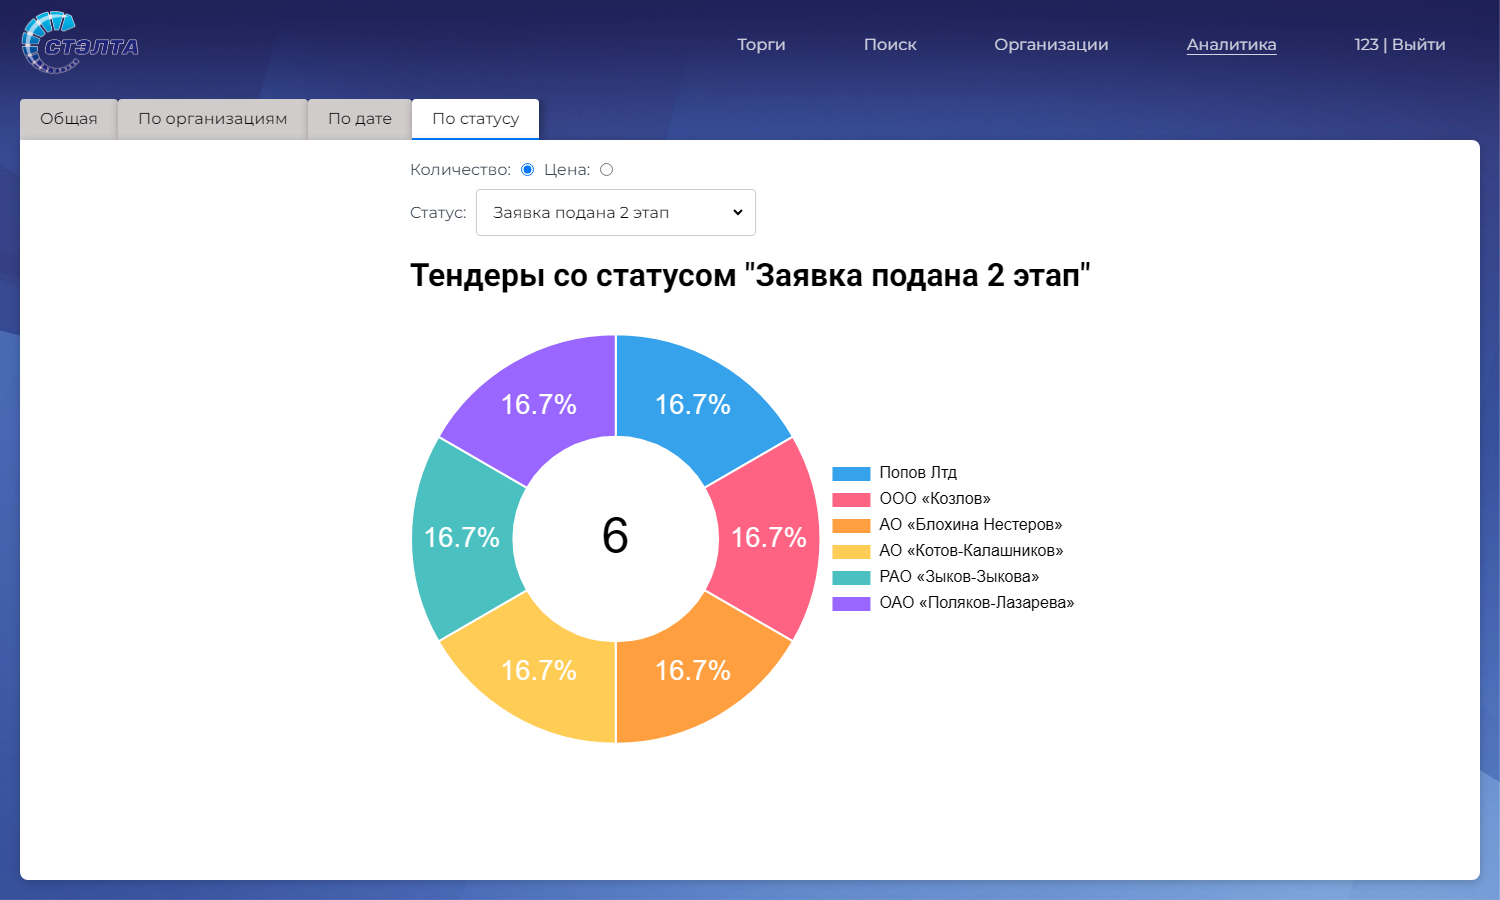 СТЭЛТА
Торги
Поиск
Организации
Аналитика
123 | Выйти
Общая
По организациям
По дате
По статусу
Количество: Цена:
Статус: Заявка подана 2 этап
Тендеры со статусом "Заявка подана 2 этап"
16.7%
16.7%
16.7%
16.7%
16.7%
16.7%
6
Попов Лтд
ООО «Козлов»
АО «Блохина Нестеров»
АО «Котов-Калашников»
РАО «Зыков-Зыкова»
ОАО «Поляков-Лазарева»